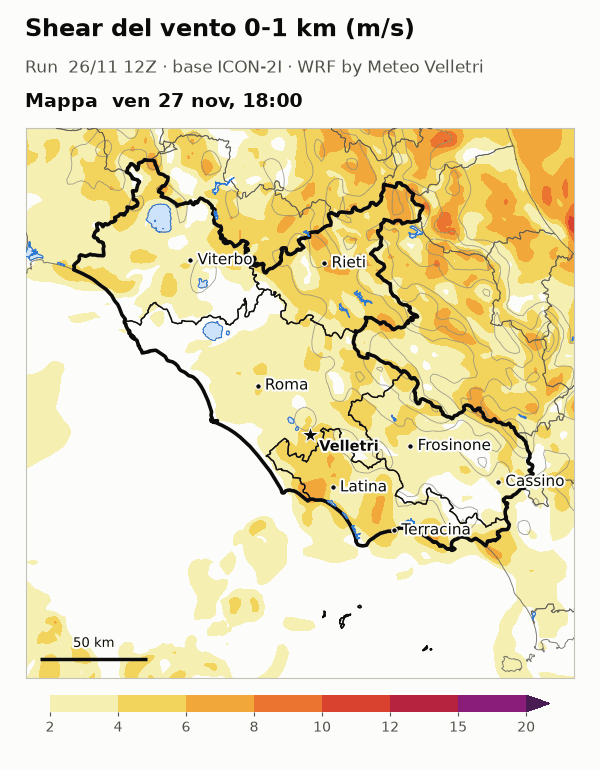 Shear del vento 0-1 km (m/s)
Run  26/11 12Z · base ICON-2I · WRF by Meteo Velletri
Mappa  ven 27 nov, 18:00
Viterbo
Rieti
Roma
Velletri
Frosinone
Latina
Cassino
Terracina
50 km
2 4 6 8 10 12 15 20